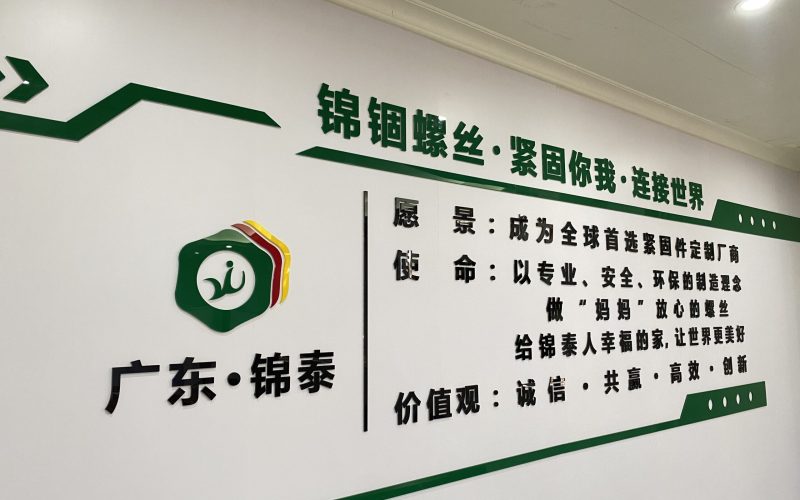 锦锢螺丝·紧固你我·连接世界
愿 景：成为全球首选紧固件定制厂商
使 命：以专业、安全、环保的制造理念
做“妈妈”放心的螺丝
给锦泰人幸福的家，让世界更美好
价值观：诚信·共赢·高效·创新
广东·锦泰